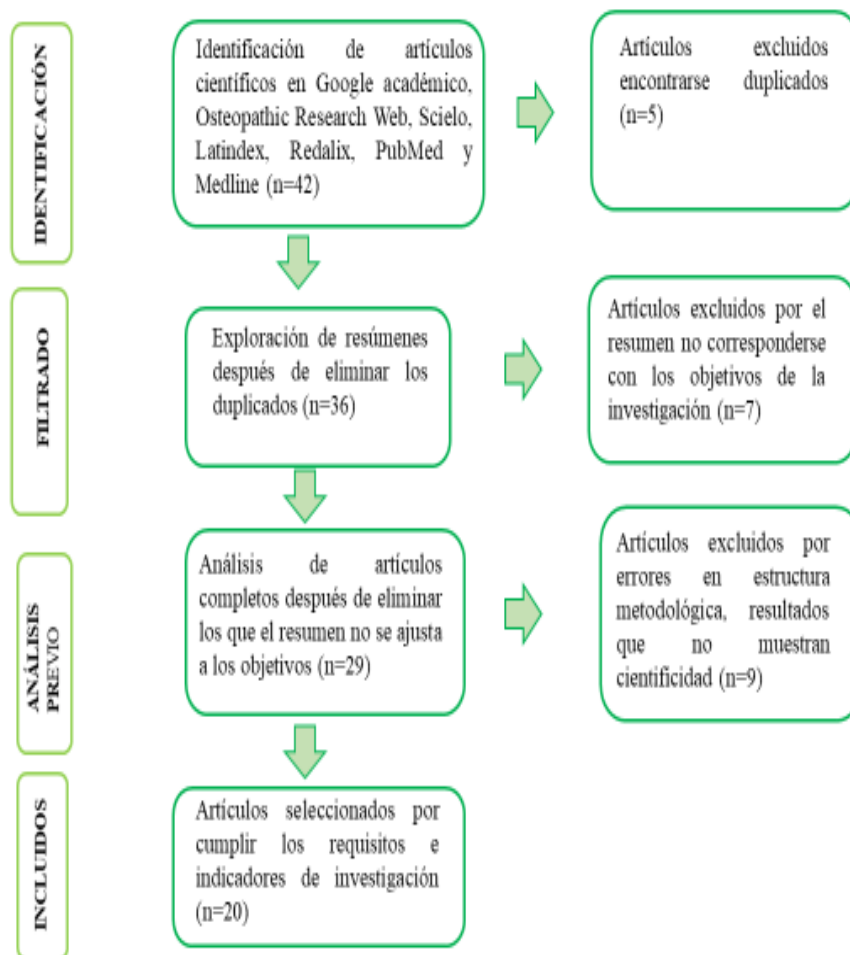 IDENTIFICACIÓN
Identificación de artículos
científicos en Google académico,
Osteopathic Research Web, Scielo,
Latindex, Redalix, PubMed y
Medline (n=42)
Artículos excluidos
encontrarse duplicados
(n=5)
FILTRADO
Exploración de resúmenes
después de eliminar los
duplicados (n=36)
Artículos excluidos por el
resumen no corresponderse
con los objetivos de la
investigación (n=7)
ANÁLISIS
PREVIO
Análisis de artículos
completos después de eliminar
los que el resumen no se ajusta
a los objetivos (n=29)
Artículos excluidos por
errores en estructura
metodológica, resultados
que no muestran
cientificidad (n=9)
INCLUIDOS
Artículos seleccionados por
cumplir los requisitos e
indicadores de investigación
(n=20)